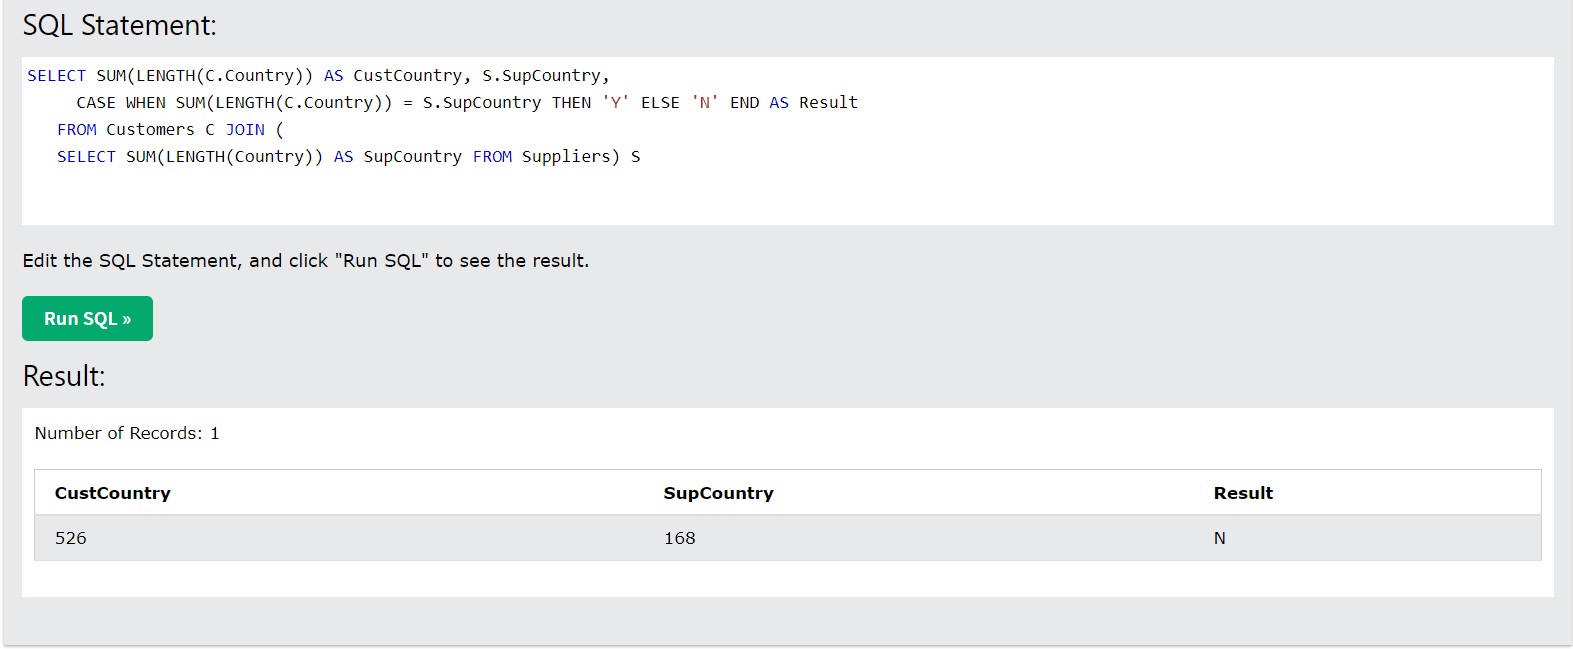 SQL Statement:
SELECT SUM(LENGTH(C.Country)) AS CustCountry, S.SupCountry,
CASE WHEN SUM(LENGTH(C.Country)) = S.SupCountry THEN 'Y' ELSE 'N' END AS Result
FROM Customers C JOIN (
SELECT SUM(LENGTH(Country)) AS SupCountry FROM Suppliers) S
Edit the SQL Statement, and click "Run SQL" to see the result.
Run SQL »
Result:
Number of Records: 1
CustCountry SupCountry Result
526 168 N